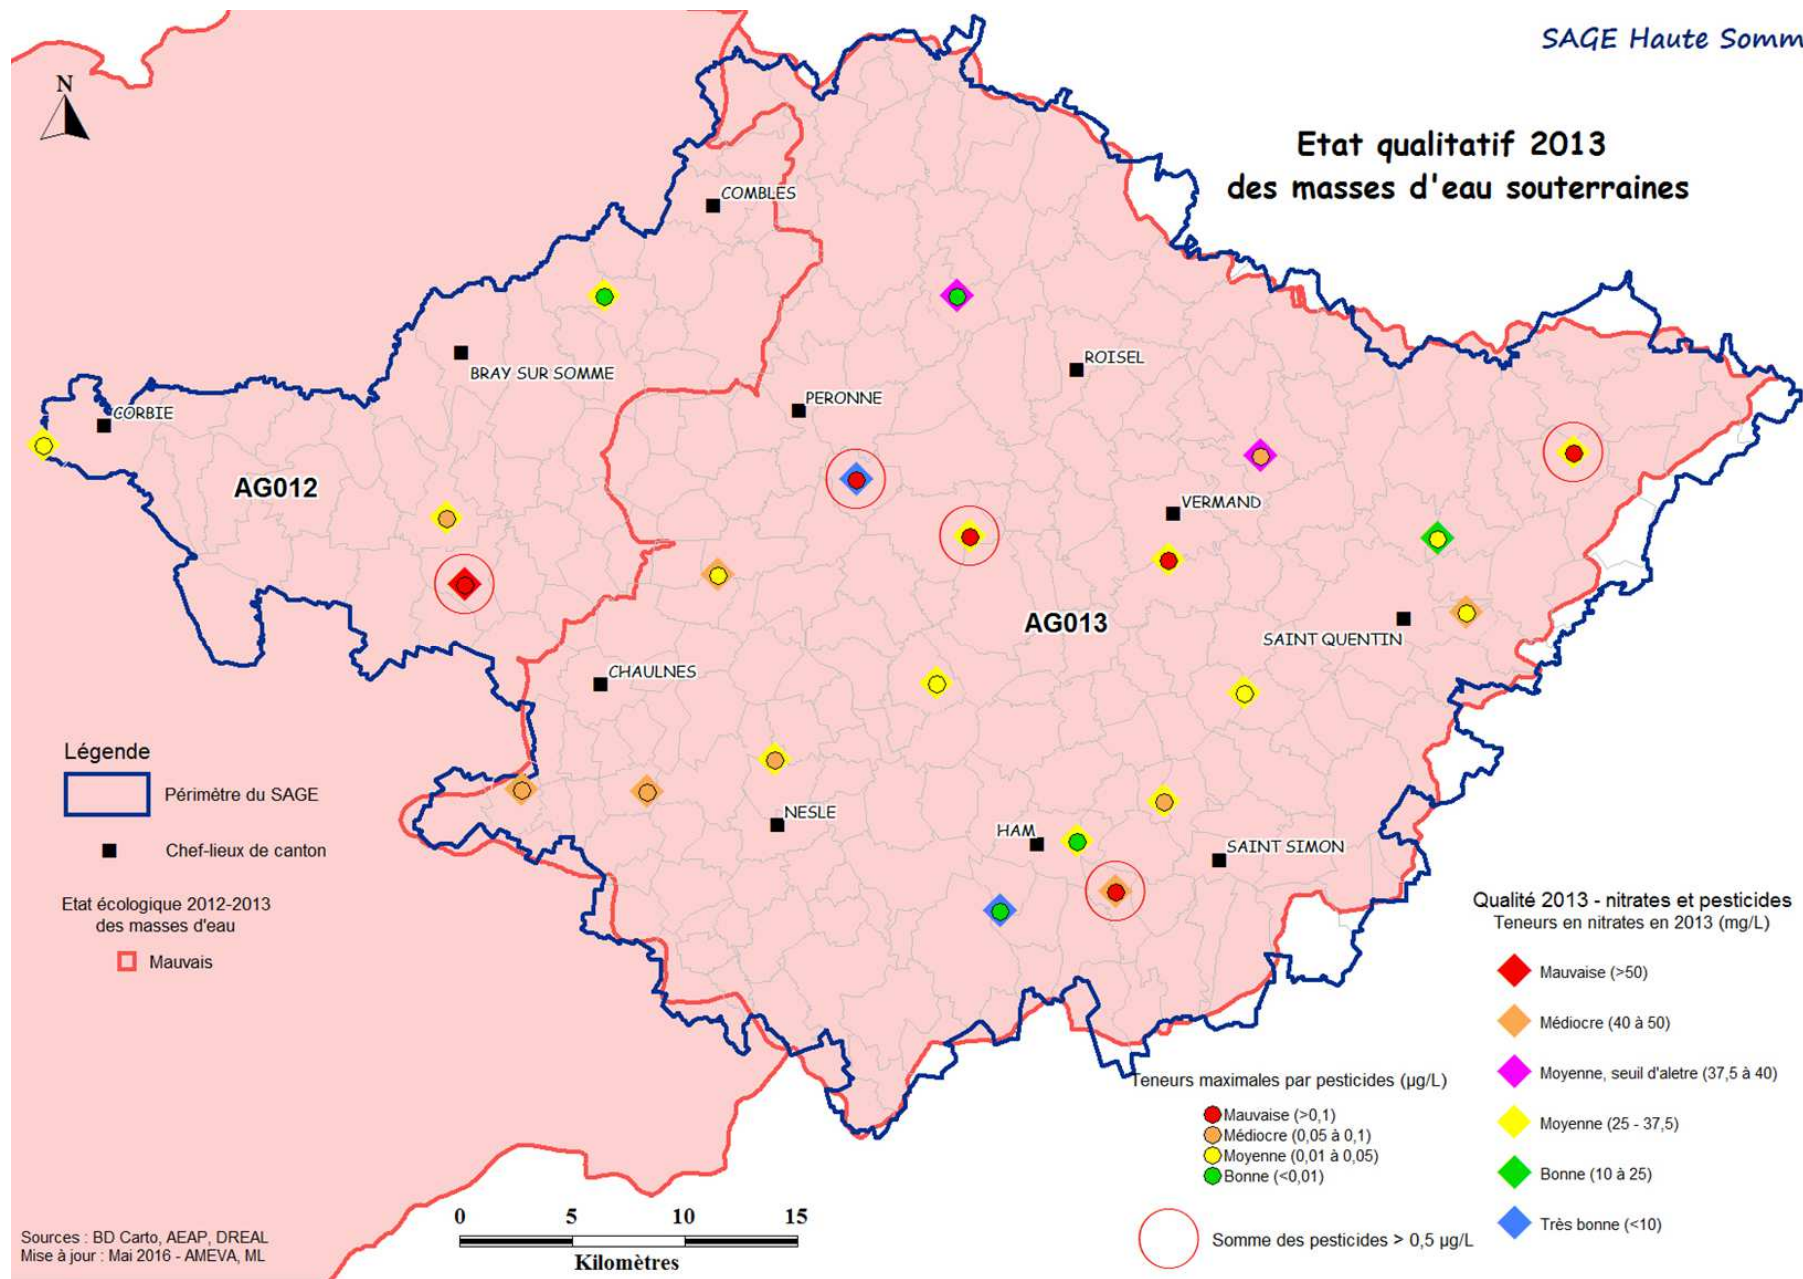 SAGE Haute Somm
N
Etat qualitatif 2013
des masses d'eau souterraines
COMBLES
BRAY SUR SOMME
ROISEL
PERONNE
CORBIE
AG012
VERMAND
AG013
SAINT QUENTIN
CHAULNES
NESLE
HAM
SAINT SIMON
Légende
Périmètre du SAGE
Chef-lieux de canton
Etat écologique 2012-2013
des masses d'eau
Mauvais
Qualité 2013 - nitrates et pesticides
Teneurs en nitrates en 2013 (mg/L)
Mauvaise (>50)
Médiocre (40 à 50)
Moyenne, seuil d'aletre (37,5 à 40)
Moyenne (25 - 37,5)
Bonne (10 à 25)
Très bonne (<10)
Teneurs maximales par pesticides (µg/L)
Mauvaise (>0,1)
Médiocre (0,05 à 0,1)
Moyenne (0,01 à 0,05)
Bonne (<0,01)
Somme des pesticides > 0,5 µg/L
0 5 10 15
Kilomètres
Sources : BD Carto, AEAP, DREAL
Mise à jour : Mai 2016 - AMEVA, ML